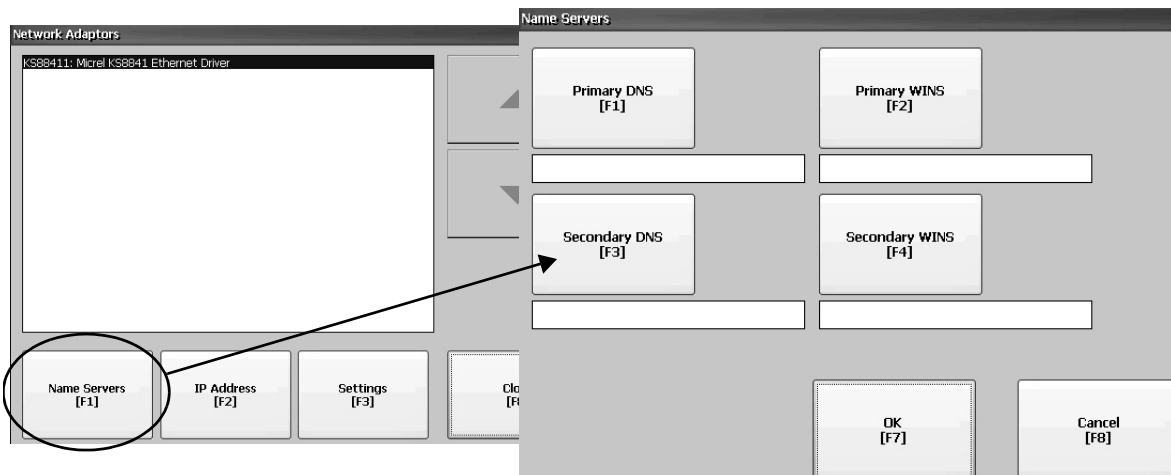 Network Adaptors
KS88411: Micrel KS8841 Ethernet Driver
Name Servers
[F1]
IP Address
[F2]
Settings
[F3]
Name Servers
Primary DNS
[F1]
Primary WINS
[F2]
Secondary DNS
[F3]
Secondary WINS
[F4]
OK
[F7]
Cancel
[F8]